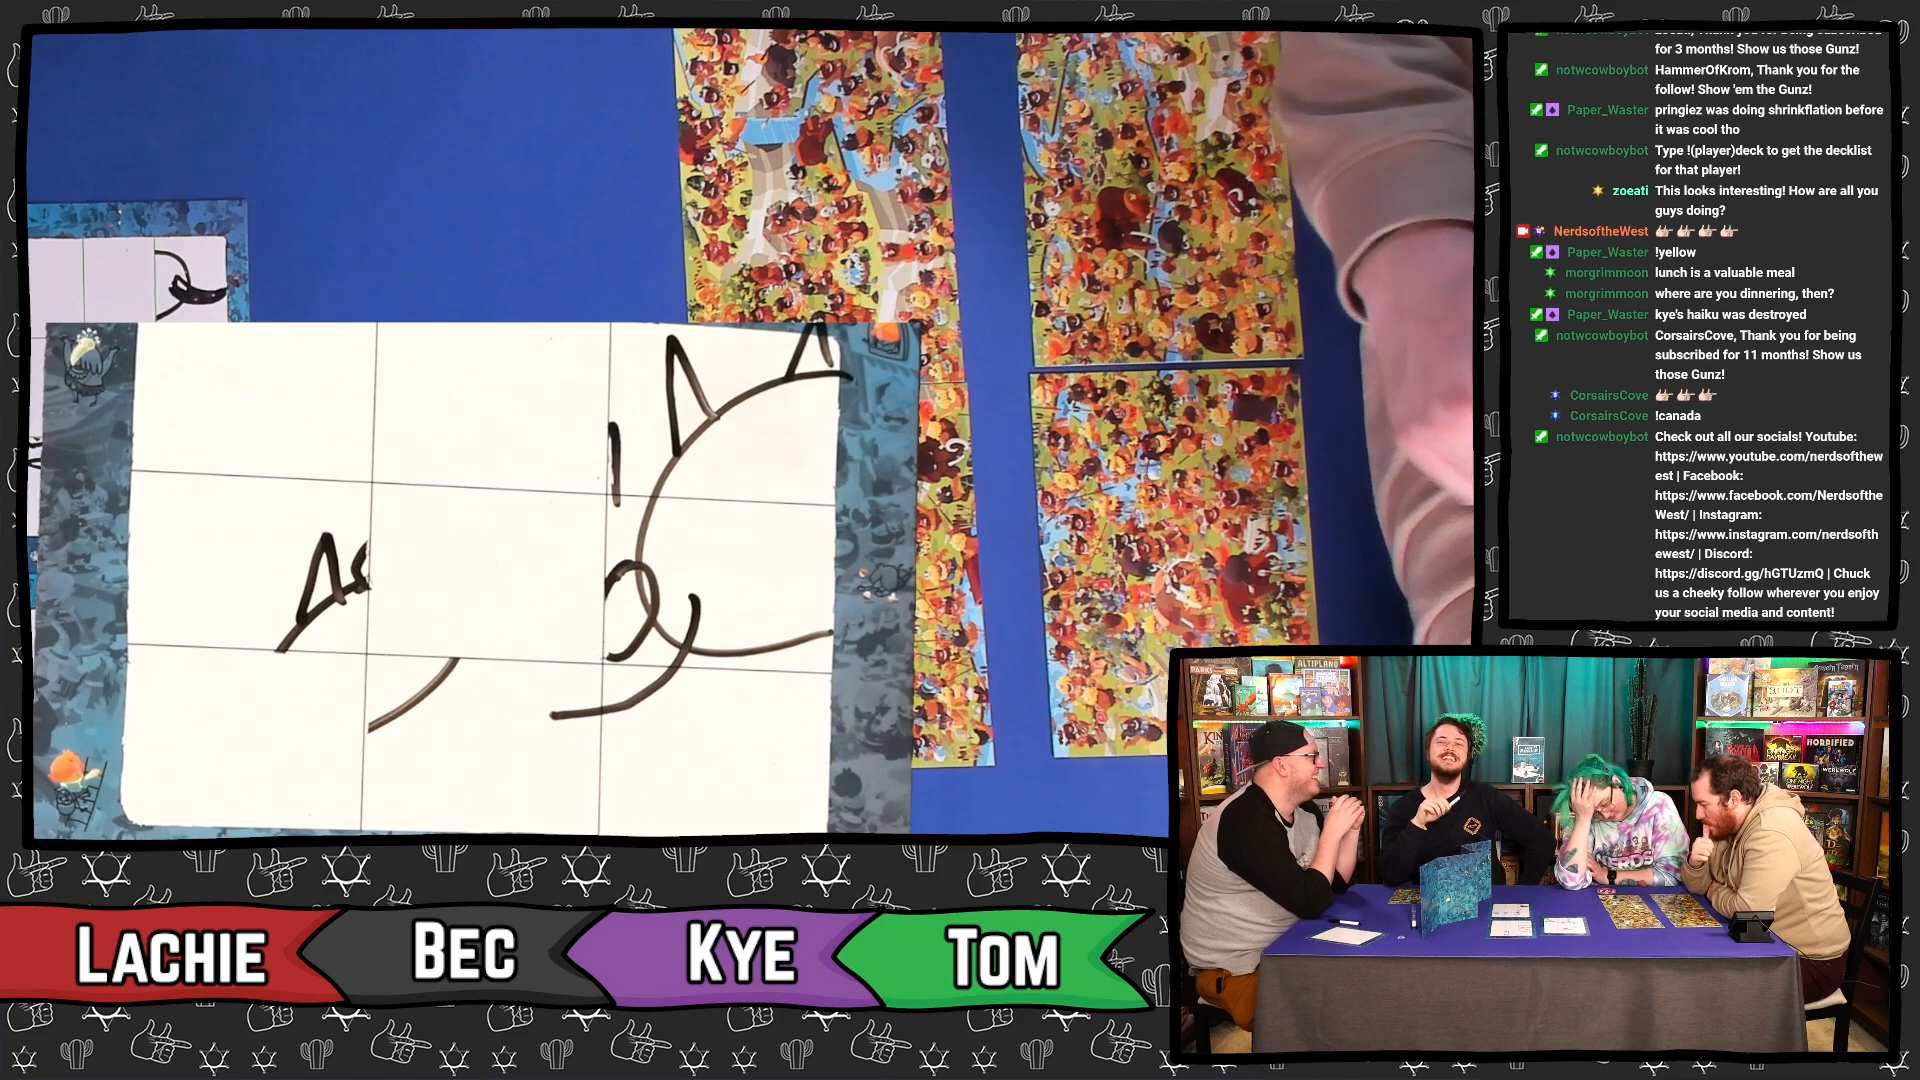 for 3 months! Show us those Gunz!
notwcowboybot HammerOfKrom, Thank you for the
follow! Show 'em the Gunz!
Paper_Waster pringiez was doing shrinkflation before
it was cool tho
notwcowboybot Type !(player)deck to get the decklist
for that player!
zoeati This looks interesting! How are all you
guys doing?
NerdsoftheWest
Paper_Waster !yellow
morgrimmoon lunch is a valuable meal
morgrimmoon where are you dinnering, then?
Paper_Waster kye's haiku was destroyed
notwcowboybot CorsairsCove, Thank you for being
subscribed for 11 months! Show us
those Gunz!
CorsairsCove
CorsairsCove !canada
notwcowboybot Check out all our socials! Youtube:
https://www.youtube.com/nerdsofthew
est | Facebook:
https://www.facebook.com/Nerdsofthe
West/ | Instagram:
https://www.instagram.com/nerdsofth
ewest/ | Discord:
https://discord.gg/hGTUzmQ | Chuck
us a cheeky follow wherever you enjoy
your social media and content!
PARKS
ALTIPLANO
ROOT
HORRIFIED
WEREWOLF
NERDS
LACHIE
BEC
KYE
TOM